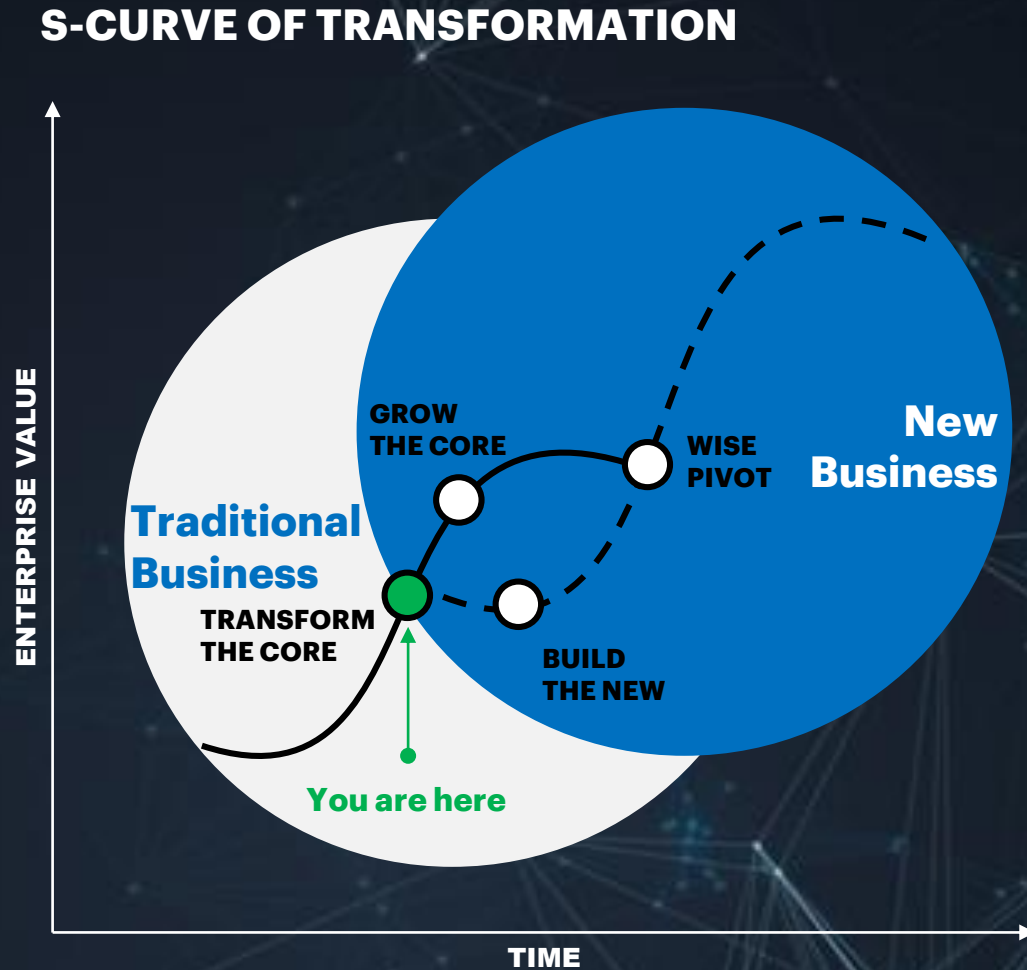 S-CURVE OF TRANSFORMATION
ENTERPRISE VALUE
GROW
THE CORE
WISE
PIVOT
New
Business
Traditional
Business
TRANSFORM
THE CORE
BUILD
THE NEW
You are here
TIME